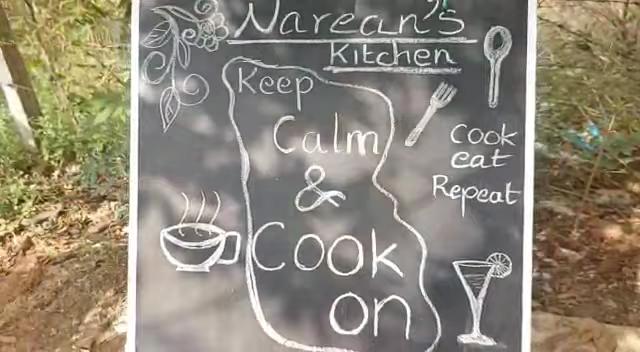 Narean's
Kitchen
Keep
Calm
&
Cook
on
Cook
eat
Repeat